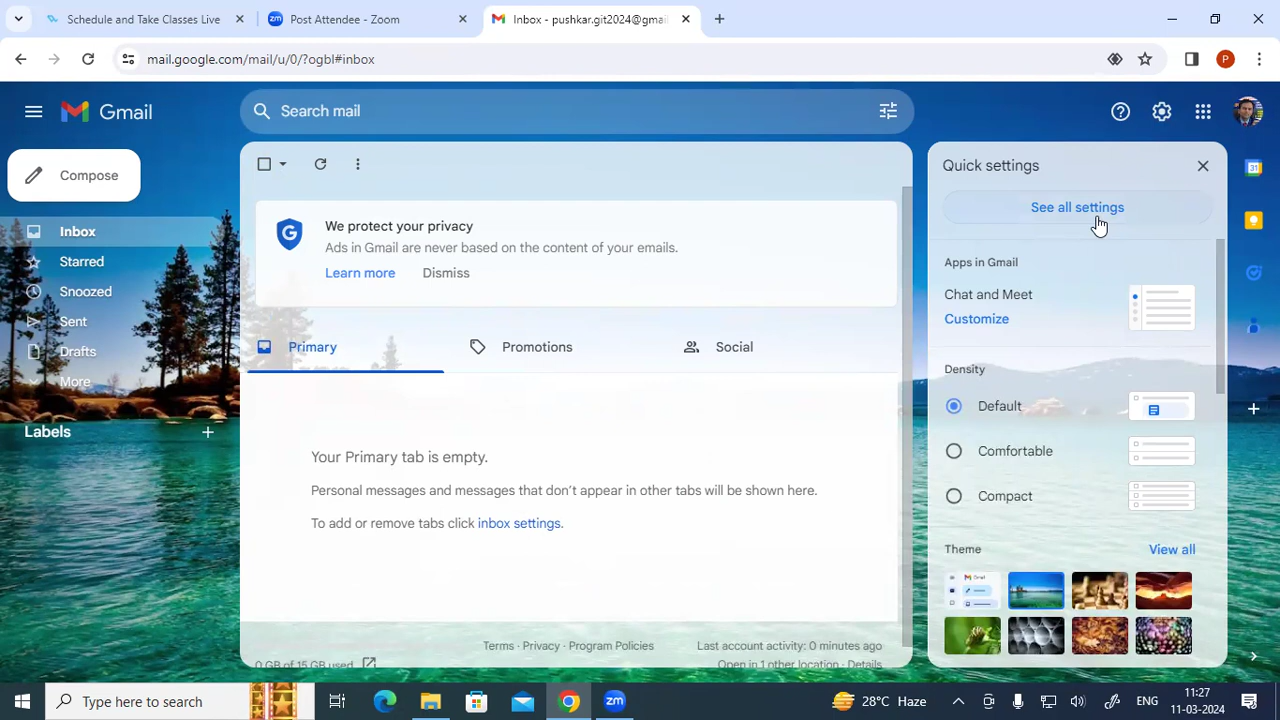 Schedule and Take Classes Live
Post Attendee - Zoom
Inbox - pushkar.git2024@gmai
mail.google.com/mail/u/0/?ogbl#inbox
P
Gmail
Search mail
Compose
Inbox
Starred
Snoozed
Sent
Drafts
More
Labels
We protect your privacy
Ads in Gmail are never based on the content of your emails.
Learn more Dismiss
Primary
Promotions
Social
Your Primary tab is empty.
Personal messages and messages that don't appear in other tabs will be shown here.
To add or remove tabs click inbox settings.
Terms · Privacy · Program Policies
Last account activity: 0 minutes ago
0 GB of 15 GB used
Open in 1 other location · Details
Quick settings
See all settings
Apps in Gmail
Chat and Meet
Customize
Density
Default
Comfortable
Compact
Theme
View all
Type here to search
28°C Haze
ENG
11:27
11-03-2024